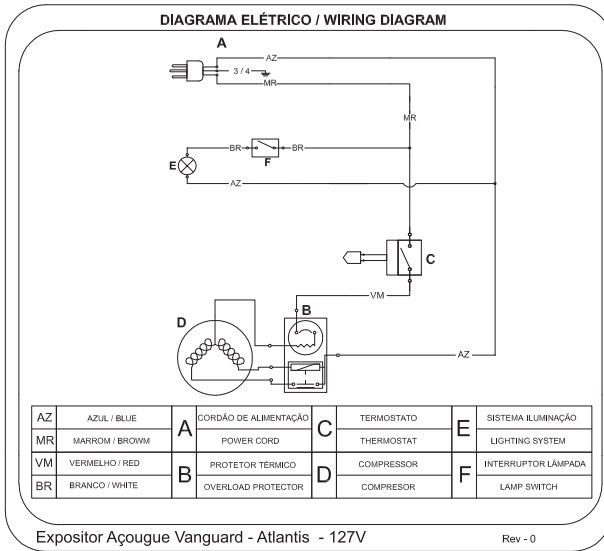 DIAGRAMA ELÉTRICO / WIRING DIAGRAM
A
AZ
3 / 4
MR
MR
BR
BR
F
E
AZ
C
VM
B
D
AZ
AZ AZUL / BLUE
MR MARROM / BROWM
VM VERMELHO / RED
BR BRANCO / WHITE
A CORDÃO DE ALIMENTAÇÃO
POWER CORD
B PROTETOR TÉRMICO
OVERLOAD PROTECTOR
C TERMOSTATO
THERMOSTAT
D COMPRESSOR
COMPRESOR
E SISTEMA ILUMINAÇÃO
LIGHTING SYSTEM
F INTERRUPTOR LÂMPADA
LAMP SWITCH
Expositor Açougue Vanguard - Atlantis - 127V
Rev - 0